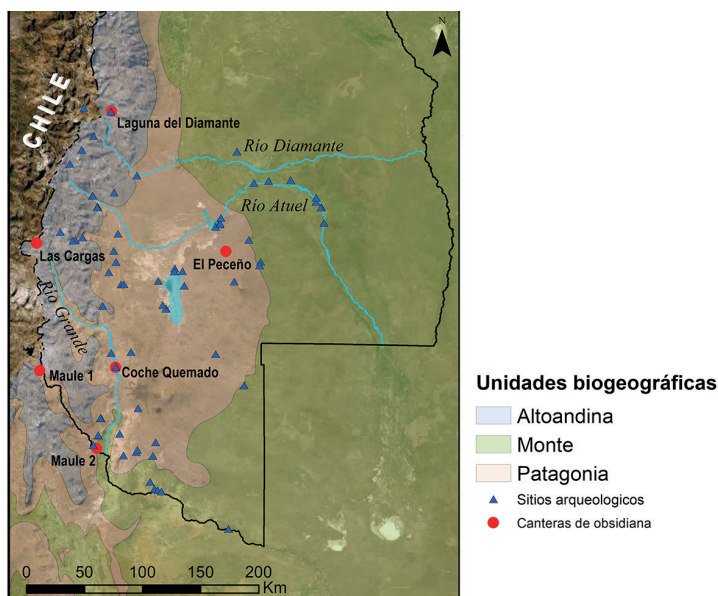 N
CHILE
Laguna del Diamante
Río Diamante
Río Atuel
Las Cargas
El Peceño
Río Grande
Maule 1
Coche Quemado
Maule 2
0 50 100 150 200
Km
Unidades biogeográficas
Altoandina
Monte
Patagonia
Sitios arqueologicos
Canteras de obsidiana